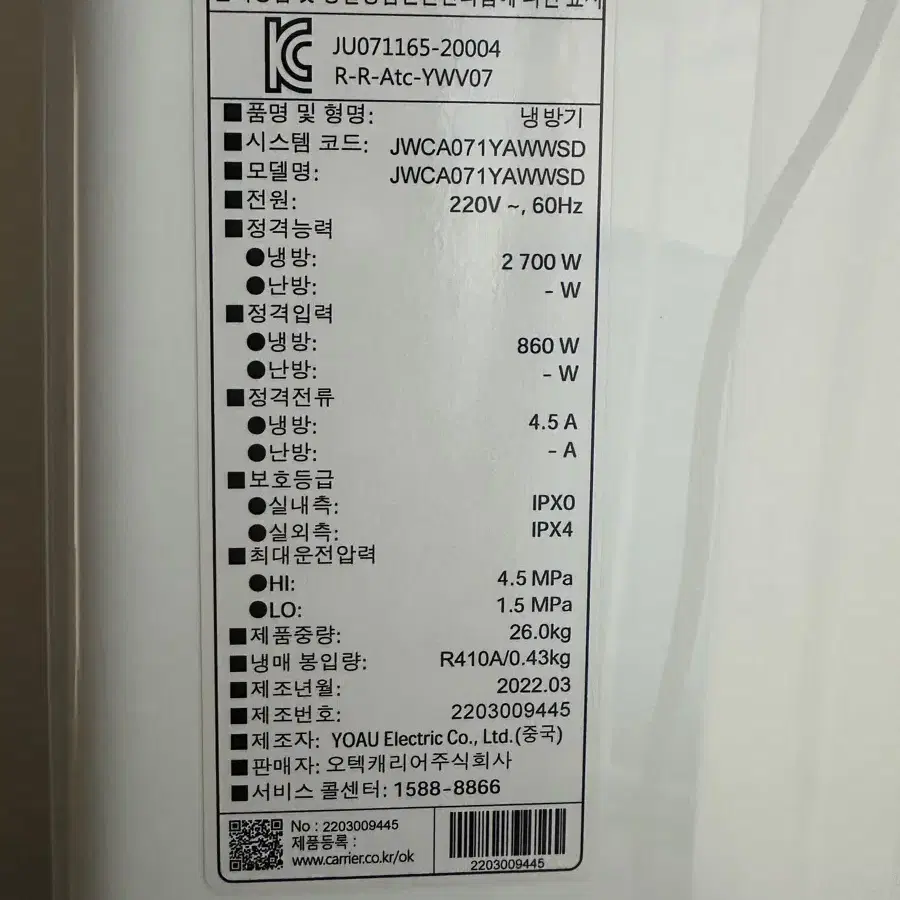 KC
JU071165-20004
R-R-Atc-YWV07
■품명 및 형명: 냉방기
■시스템 코드: JWCA071YAWWSD
■모델명: JWCA071YAWWSD
■전원: 220V ~, 60Hz
■정격능력
●냉방: 2 700 W
●난방: - W
■정격입력
●냉방: 860 W
●난방: - W
■정격전류
●냉방: 4.5 A
●난방: - A
■보호등급
●실내측: IPX0
●실외측: IPX4
■최대운전압력
●HI: 4.5 MPa
●LO: 1.5 MPa
■제품중량: 26.0kg
■냉매 봉입량: R410A/0.43kg
■제조년월: 2022.03
■제조번호: 2203009445
■제조자: YOAU Electric Co., Ltd.(중국)
■판매자: 오텍캐리어주식회사
■서비스 콜센터: 1588-8866
No : 2203009445
제품등록 :
www.carrier.co.kr/ok
2203009445